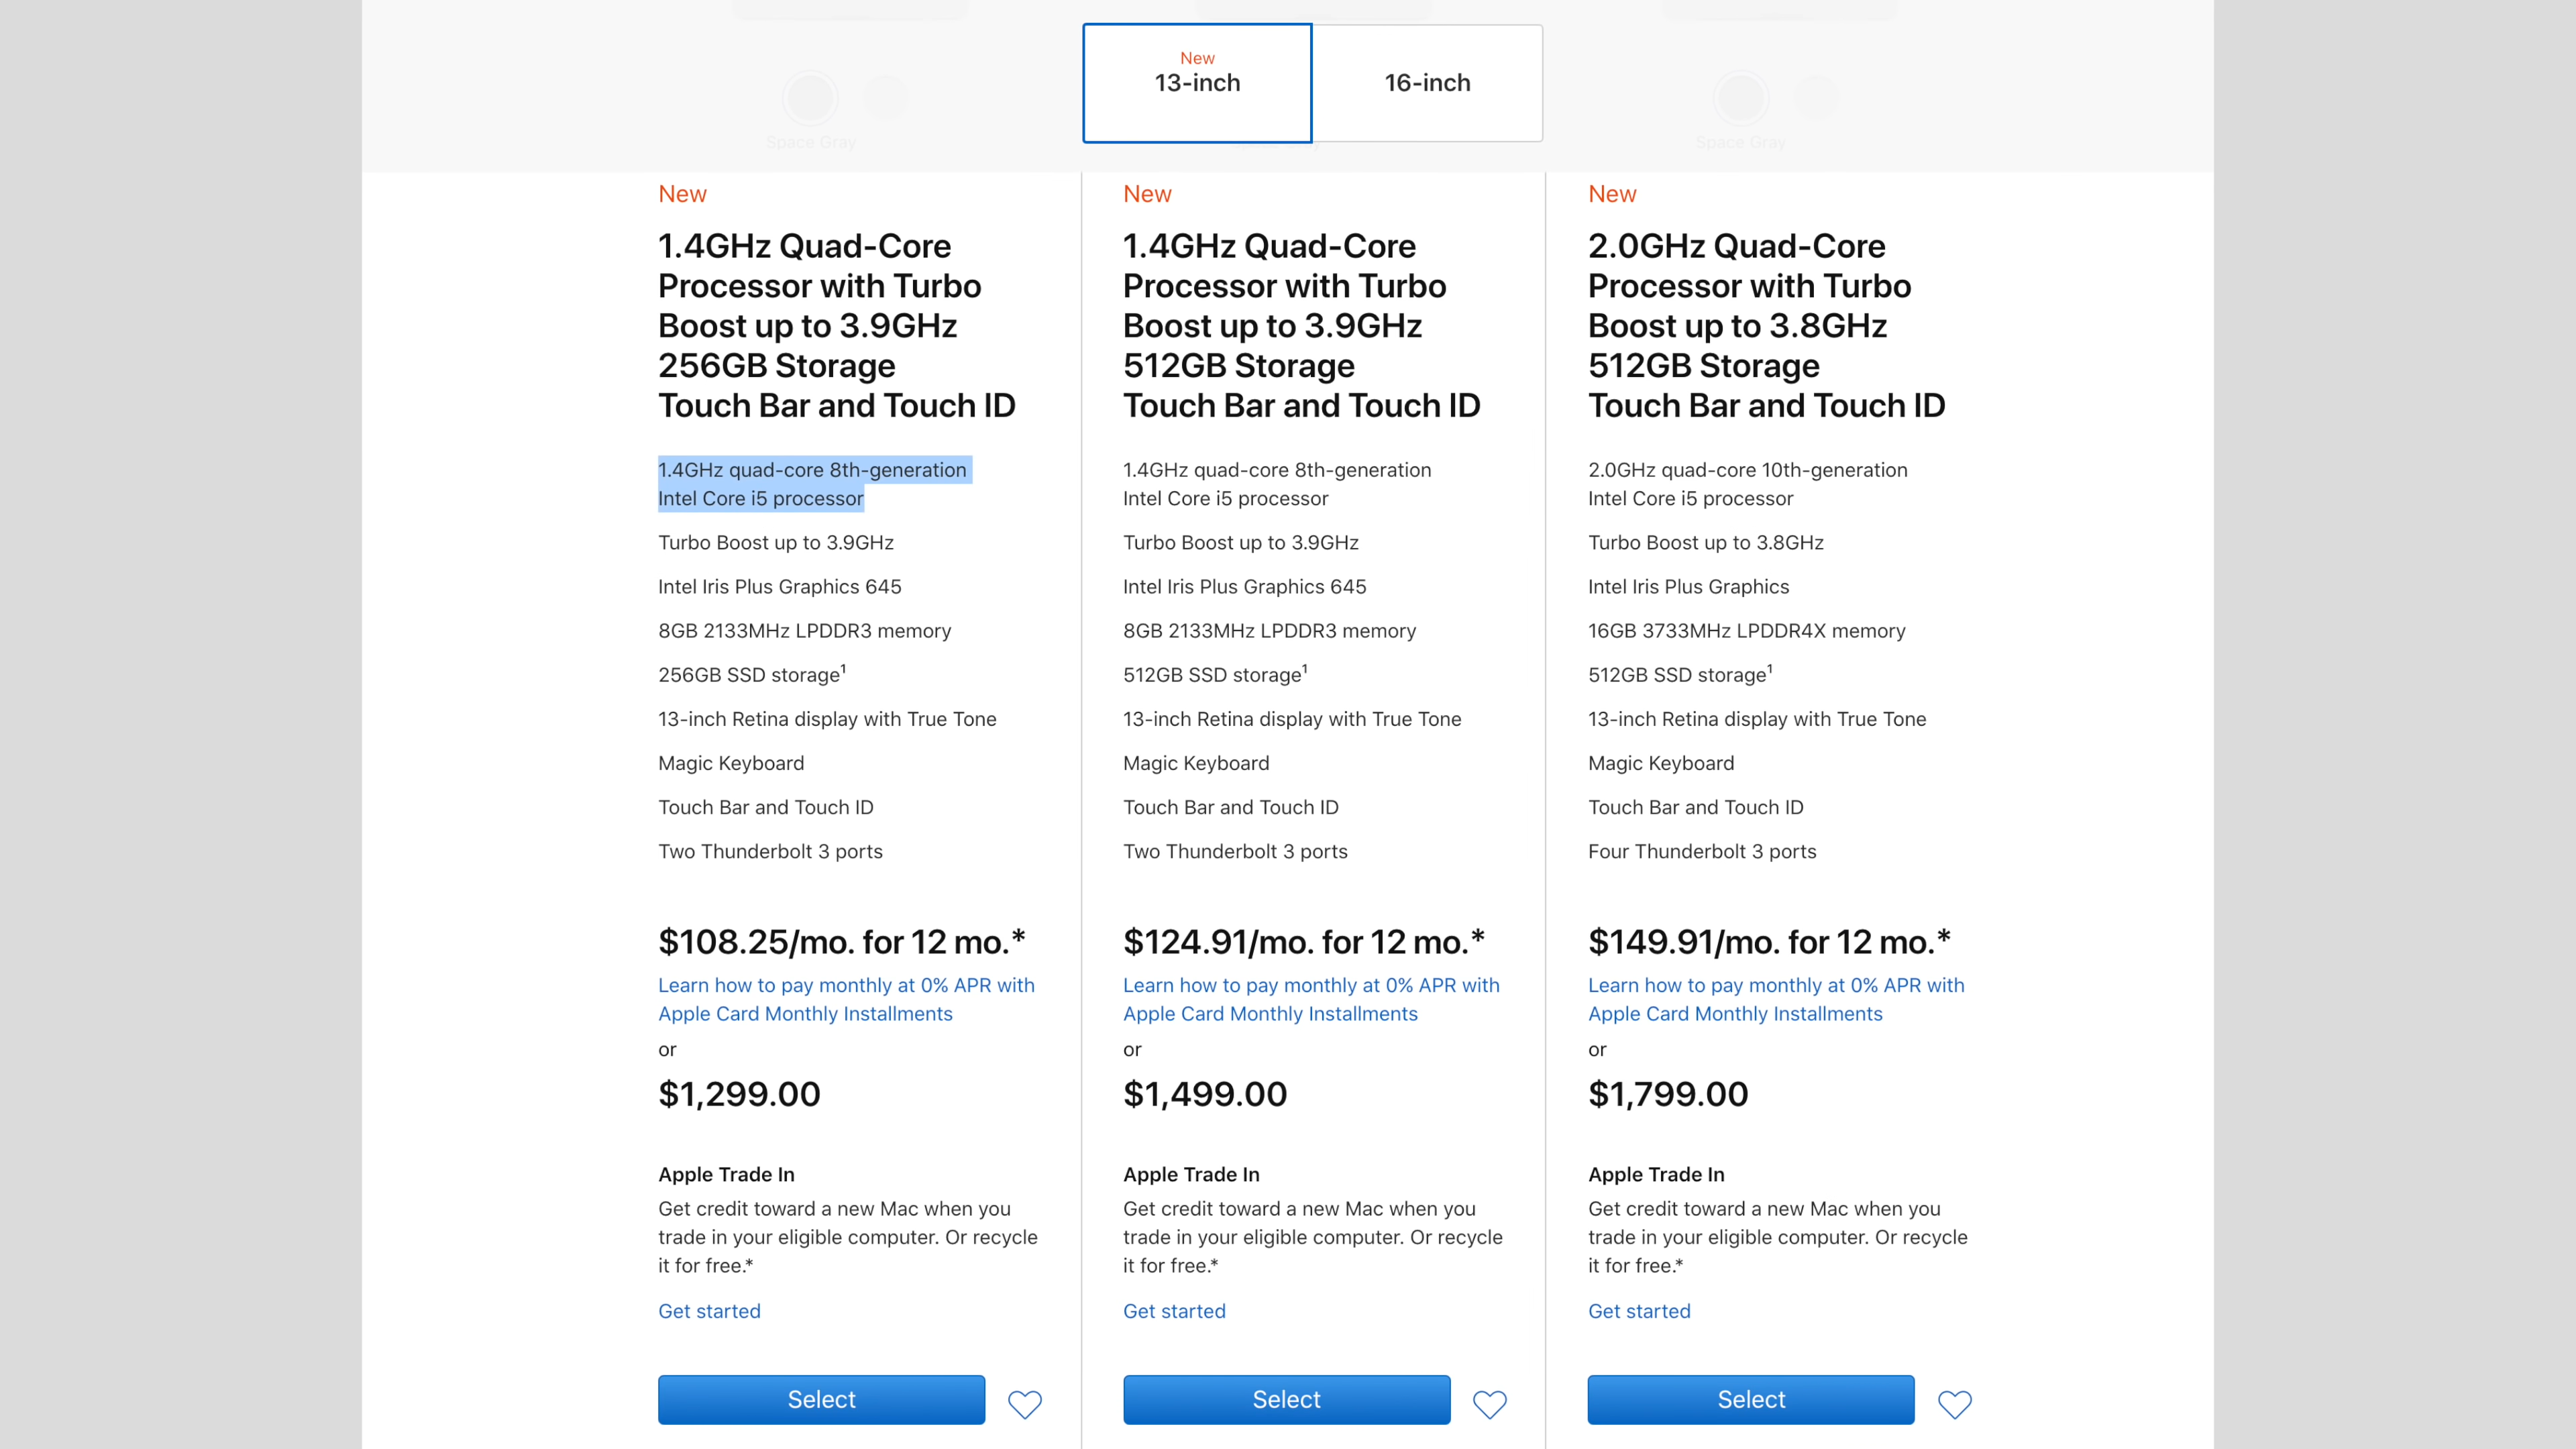 New
13-inch
16-inch
Space Gray
Space Gray
New
1.4GHz Quad-Core
Processor with Turbo
Boost up to 3.9GHz
256GB Storage
Touch Bar and Touch ID
1.4GHz quad-core 8th-generation
Intel Core i5 processor
Turbo Boost up to 3.9GHz
Intel Iris Plus Graphics 645
8GB 2133MHz LPDDR3 memory
256GB SSD storage¹
13-inch Retina display with True Tone
Magic Keyboard
Touch Bar and Touch ID
Two Thunderbolt 3 ports
$108.25/mo. for 12 mo.*
Learn how to pay monthly at 0% APR with
Apple Card Monthly Installments
or
$1,299.00
Apple Trade In
Get credit toward a new Mac when you
trade in your eligible computer. Or recycle
it for free.*
Get started
Select
New
1.4GHz Quad-Core
Processor with Turbo
Boost up to 3.9GHz
512GB Storage
Touch Bar and Touch ID
1.4GHz quad-core 8th-generation
Intel Core i5 processor
Turbo Boost up to 3.9GHz
Intel Iris Plus Graphics 645
8GB 2133MHz LPDDR3 memory
512GB SSD storage¹
13-inch Retina display with True Tone
Magic Keyboard
Touch Bar and Touch ID
Two Thunderbolt 3 ports
$124.91/mo. for 12 mo.*
Learn how to pay monthly at 0% APR with
Apple Card Monthly Installments
or
$1,499.00
Apple Trade In
Get credit toward a new Mac when you
trade in your eligible computer. Or recycle
it for free.*
Get started
Select
New
2.0GHz Quad-Core
Processor with Turbo
Boost up to 3.8GHz
512GB Storage
Touch Bar and Touch ID
2.0GHz quad-core 10th-generation
Intel Core i5 processor
Turbo Boost up to 3.8GHz
Intel Iris Plus Graphics
16GB 3733MHz LPDDR4X memory
512GB SSD storage¹
13-inch Retina display with True Tone
Magic Keyboard
Touch Bar and Touch ID
Four Thunderbolt 3 ports
$149.91/mo. for 12 mo.*
Learn how to pay monthly at 0% APR with
Apple Card Monthly Installments
or
$1,799.00
Apple Trade In
Get credit toward a new Mac when you
trade in your eligible computer. Or recycle
it for free.*
Get started
Select